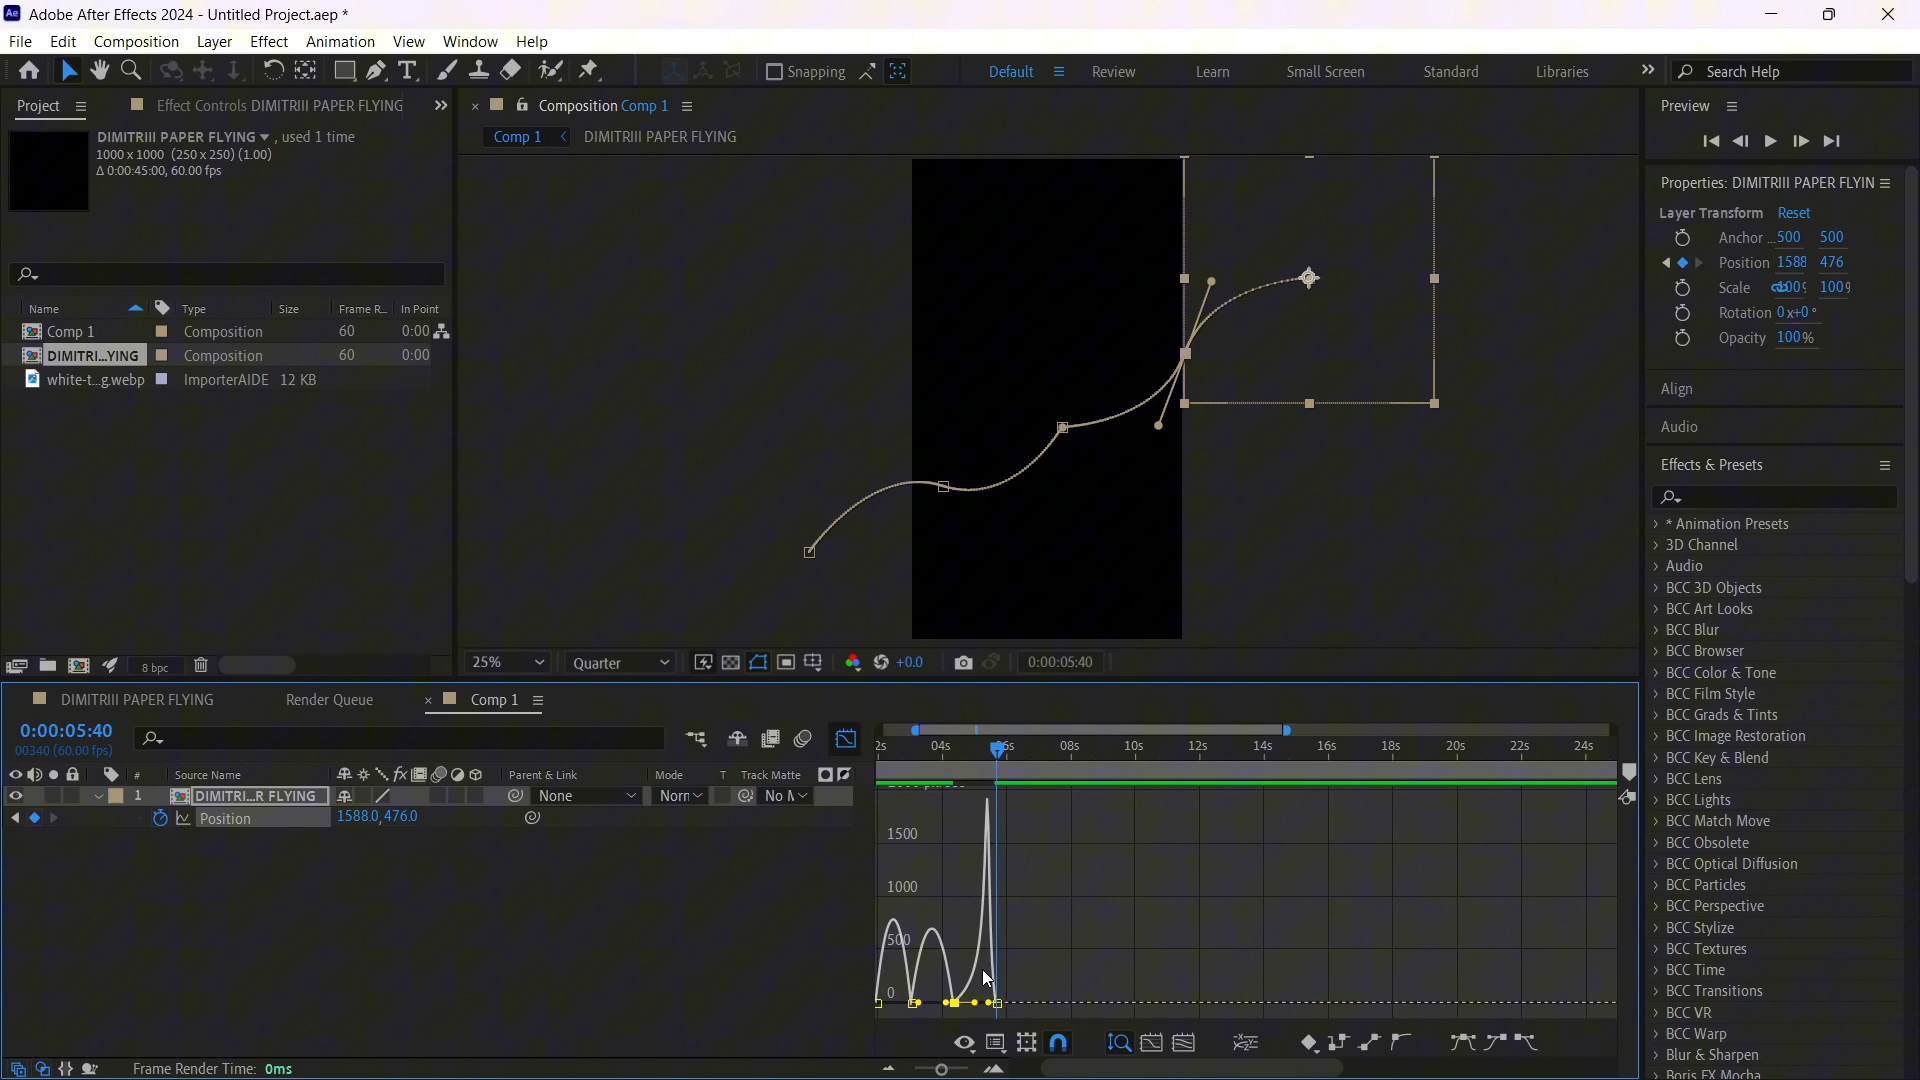 Adobe After Effects 2024 - Untitled Project.aep *
File Edit Composition Layer Effect Animation View Window Help
Snapping Default Review Learn Small Screen Standard Libraries Search Help
Project Effect Controls DIMITRIII PAPER FLYING
DIMITRIII PAPER FLYING , used 1 time
1000 x 1000 (250 x 250) (1.00)
Δ 0:00:45:00, 60.00 fps
Name Type Size Frame R... In Point
Comp 1 Composition 60 0:00
DIMITRI...YING Composition 60 0:00
white-t...g.webp ImporterAIDE 12 KB
8 bpc
Composition Comp 1
Comp 1 DIMITRIII PAPER FLYING
25% Quarter +0.0 0:00:05:40
Preview
Properties: DIMITRIII PAPER FLYIN
Layer Transform Reset
Anchor ... 500 500
Position 1588 476
Scale 100% 100%
Rotation 0x+0°
Opacity 100%
Align
Audio
Effects & Presets
* Animation Presets
3D Channel
Audio
BCC 3D Objects
BCC Art Looks
BCC Blur
BCC Browser
BCC Color & Tone
BCC Film Style
BCC Grads & Tints
BCC Image Restoration
BCC Key & Blend
BCC Lens
BCC Lights
BCC Match Move
BCC Obsolete
BCC Optical Diffusion
BCC Particles
BCC Perspective
BCC Stylize
BCC Textures
BCC Time
BCC Transitions
BCC VR
BCC Warp
Blur & Sharpen
Boris FX Mocha
DIMITRIII PAPER FLYING Render Queue Comp 1
0:00:05:40
00340 (60.00 fps)
# Source Name Parent & Link Mode T Track Matte
1 DIMITRI...R FLYING None Norm No M
Position 1588.0, 476.0
2s 04s 06s 08s 10s 12s 14s 16s 18s 20s 22s 24s
1500
1000
500
0
Frame Render Time: 0ms